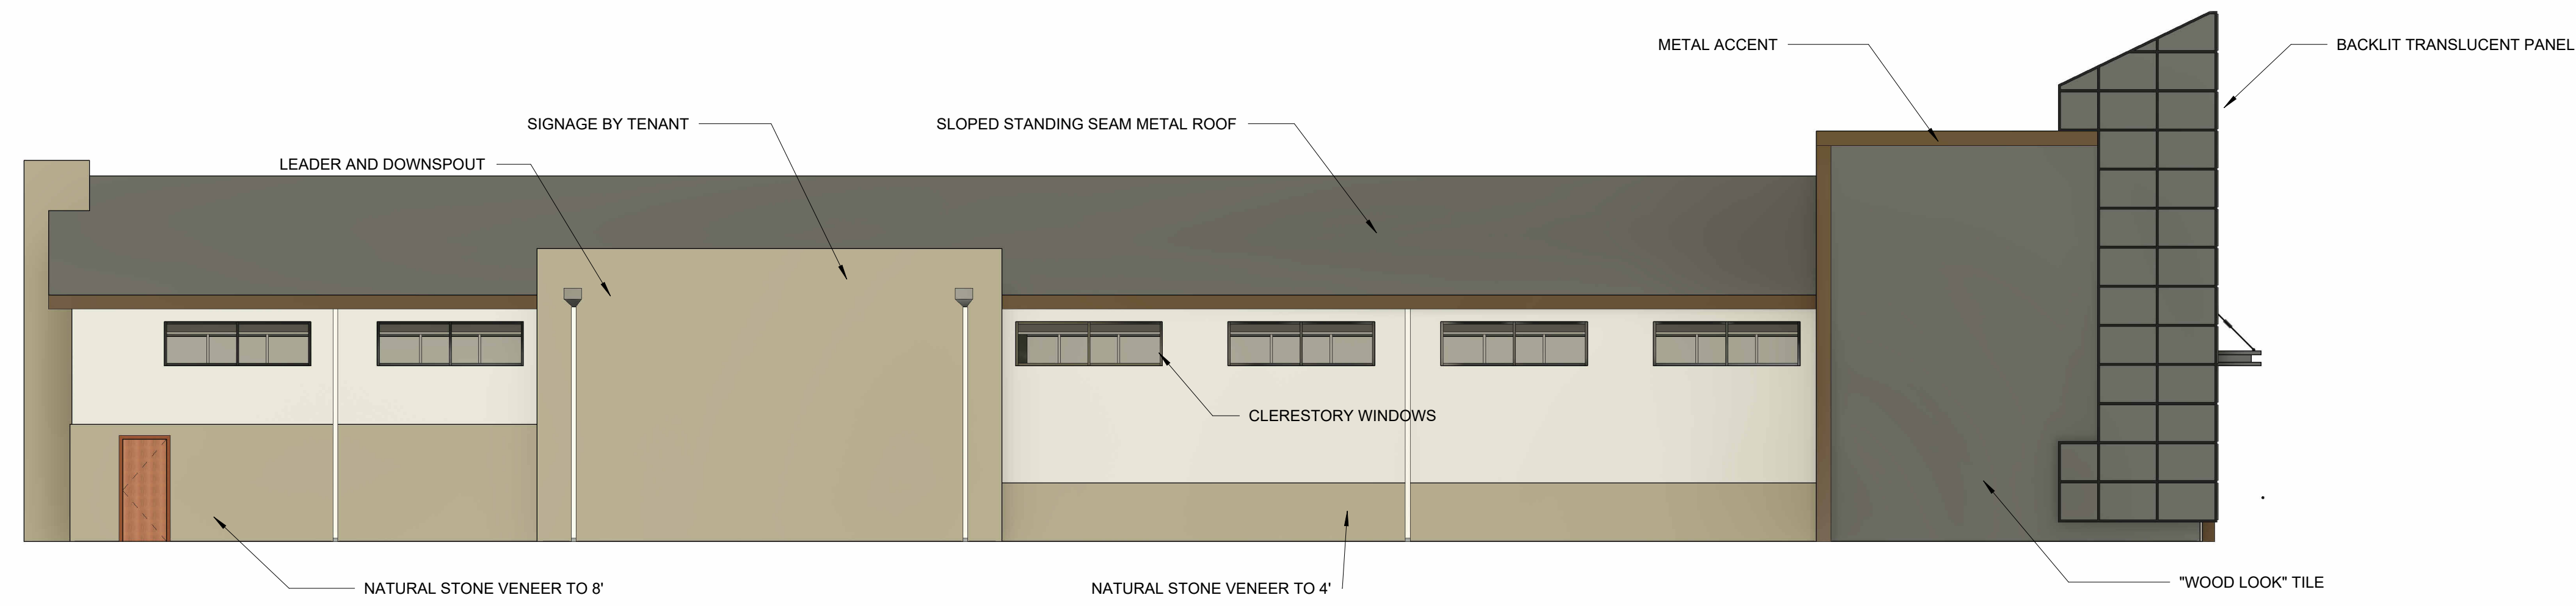 METAL ACCENT
BACKLIT TRANSLUCENT PANEL
SIGNAGE BY TENANT
SLOPED STANDING SEAM METAL ROOF
LEADER AND DOWNSPOUT
CLERESTORY WINDOWS
NATURAL STONE VENEER TO 8'
NATURAL STONE VENEER TO 4'
"WOOD LOOK" TILE